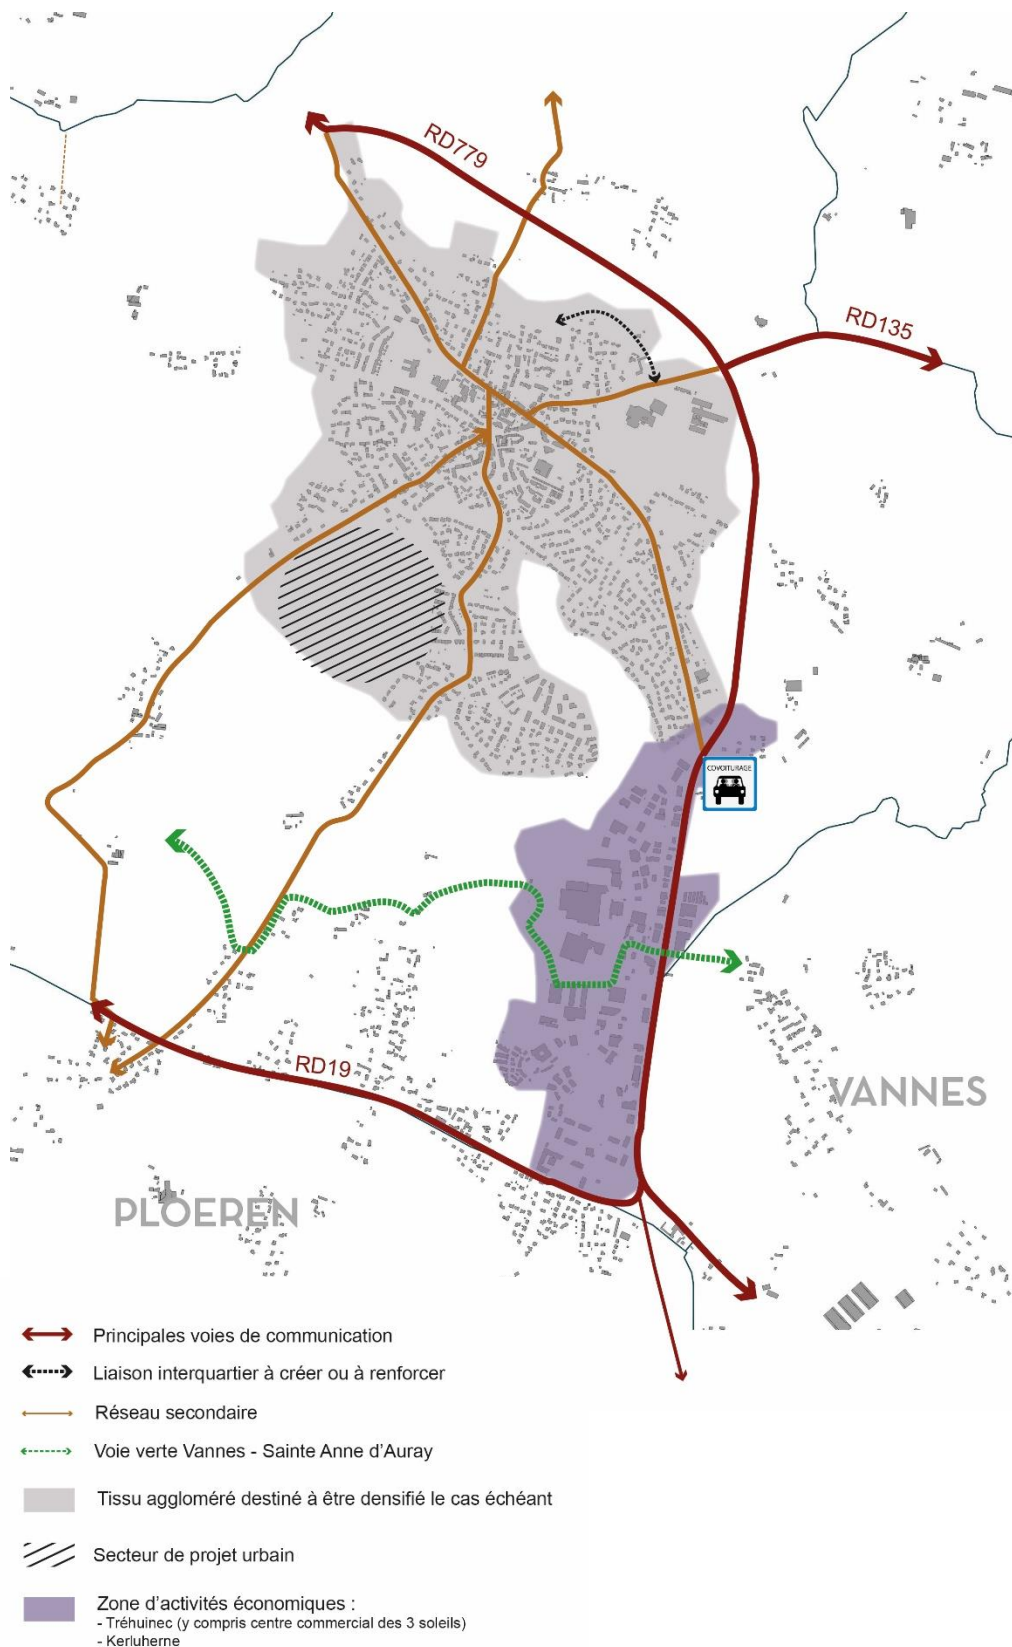 RD779
RD135
COVOITURAGE
RD19
VANNES
PLOEREN
Principales voies de communication
Liaison interquartier à créer ou à renforcer
Réseau secondaire
Voie verte Vannes - Sainte Anne d'Auray
Tissu aggloméré destiné à être densifié le cas échéant
Secteur de projet urbain
Zone d'activités économiques :
- Tréhuinec (y compris centre commercial des 3 soleils)
- Kerluherne